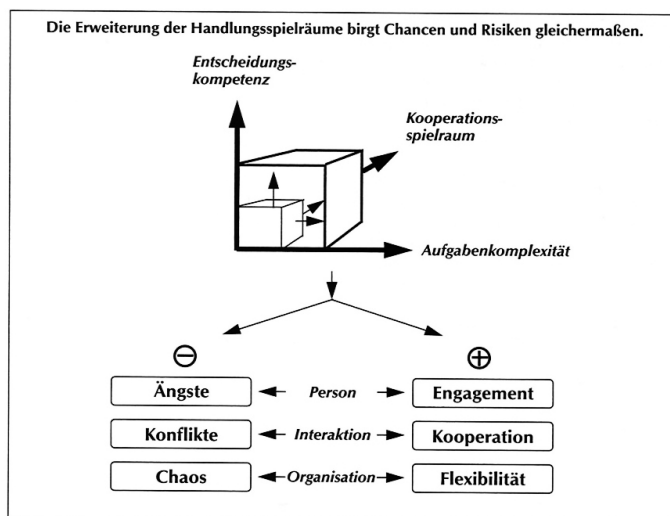 Die Erweiterung der Handlungsspielräume birgt Chancen und Risiken gleichermaßen.
Entscheidungs-
kompetenz
Kooperations-
spielraum
Aufgabenkomplexität
Ängste Person Engagement
Konflikte Interaktion Kooperation
Chaos Organisation Flexibilität